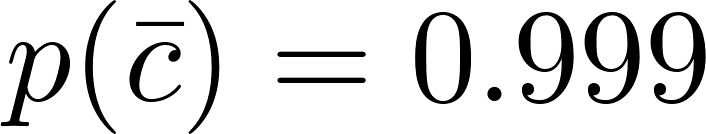 p(c̄) = 0.999